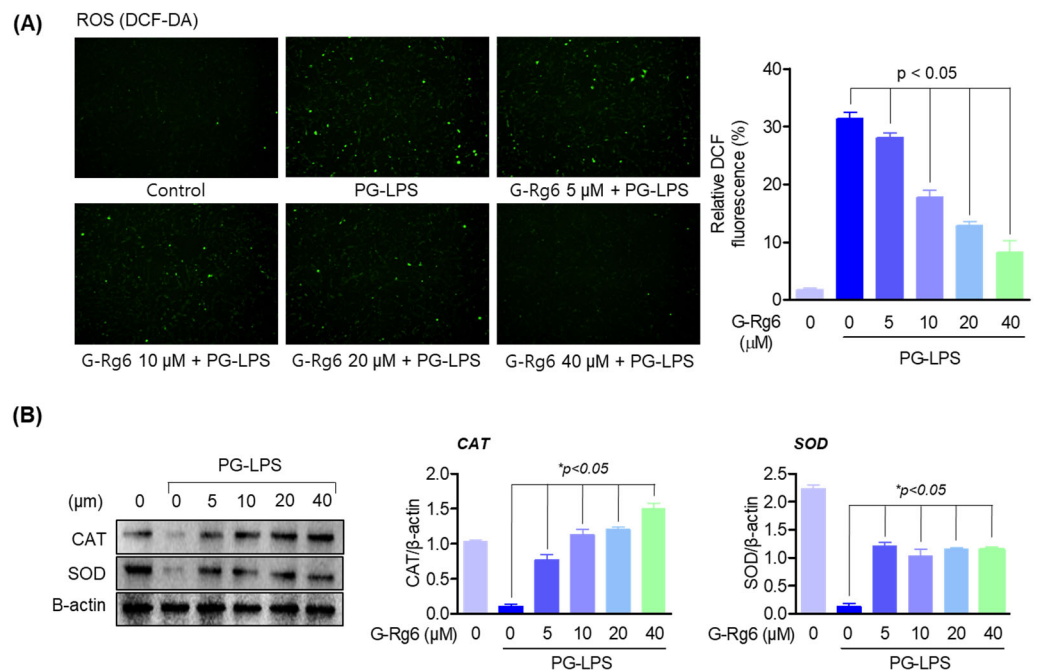 (A)
ROS (DCF-DA)
Control
PG-LPS
G-Rg6 5 μM + PG-LPS
G-Rg6 10 μM + PG-LPS
G-Rg6 20 μM + PG-LPS
G-Rg6 40 μM + PG-LPS
Relative DCF
fluorescence (%)
40
30
20
10
0
p < 0.05
G-Rg6
(μM)
0 0 5 10 20 40
PG-LPS
(B)
PG-LPS
(μm) 0 0 5 10 20 40
CAT
SOD
B-actin
CAT
CAT/β-actin
2.0
1.5
1.0
0.5
0.0
*p<0.05
G-Rg6 (μM) 0 0 5 10 20 40
PG-LPS
SOD
SOD/β-actin
2.5
2.0
1.5
1.0
0.5
0.0
*p<0.05
G-Rg6 (μM) 0 0 5 10 20 40
PG-LPS